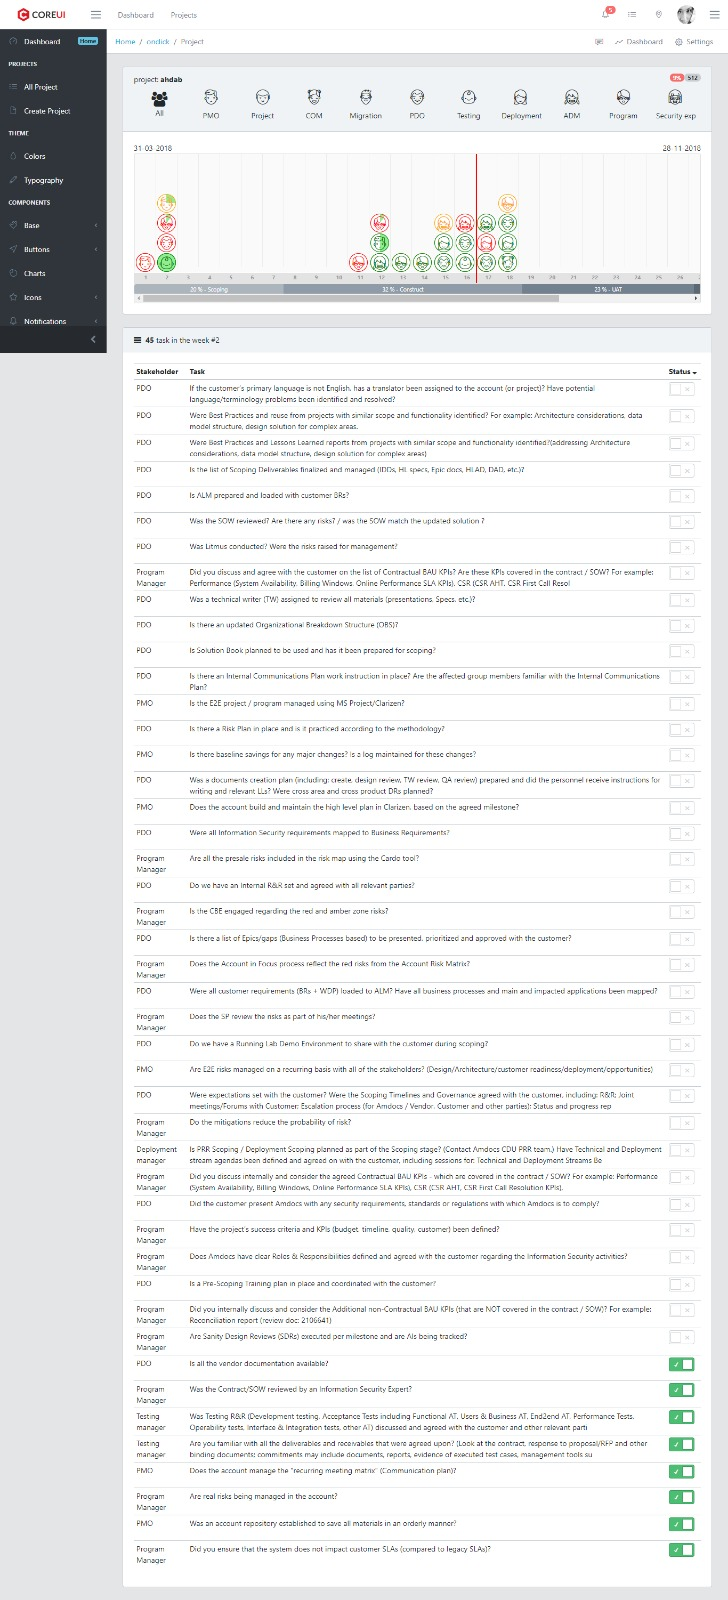 COREUI
Dashboard
Projects
5
Dashboard
Home
PROJECTS
All Project
Create Project
THEME
Colors
Typography
COMPONENTS
Base
Buttons
Charts
Icons
Notifications
Home / onclick / Project
Dashboard
Settings
project: ahdab
9% 512
All
PMO
Project
COM
Migration
PDO
Testing
Deployment
ADM
Program
Security exp
31-03-2018
28-11-2018
1 2 3 4 5 6 7 8 9 10 11 12 13 14 15 16 17 18 19 20 21 22 23 24 25 26
20 % - Scoping
32 % - Construct
23 % - UAT
45 task in the week #2
Stakeholder Task Status
PDO If the customer's primary language is not English, has a translator been assigned to the account (or project)? Have potential
language/terminology problems been identified and resolved?
PDO Were Best Practices and reuse from projects with similar scope and functionality identified? For example: Architecture considerations, data
model structure, design solution for complex areas.
PDO Were Best Practices and Lessons Learned reports from projects with similar scope and functionality identified?(addressing Architecture
considerations, data model structure, design solution for complex areas)
PDO Is the list of Scoping Deliverables finalized and managed (IDDs, HL specs, Epic docs, HLAD, DAD, etc.)?
PDO Is ALM prepared and loaded with customer BRs?
PDO Was the SOW reviewed? Are there any risks? / was the SOW match the updated solution ?
PDO Was Litmus conducted? Were the risks raised for management?
Program Did you discuss and agree with the customer on the list of Contractual BAU KPIs? Are these KPIs covered in the contract / SOW? For example:
Manager Performance (System Availability, Billing Windows, Online Performance SLA KPIs), CSR (CSR AHT, CSR First Call Resol
PDO Was a technical writer (TW) assigned to review all materials (presentations, Specs, etc.)?
PDO Is there an updated Organizational Breakdown Structure (OBS)?
PDO Is Solution Book planned to be used and has it been prepared for scoping?
PDO Is there an Internal Communications Plan work instruction in place? Are the affected group members familiar with the Internal Communications
Plan?
PMO Is the E2E project / program managed using MS Project/Clarizen?
PDO Is there a Risk Plan in place and is it practiced according to the methodology?
PMO Is there baseline savings for any major changes? Is a log maintained for these changes?
PDO Was a documents creation plan (including: create, design review, TW review, QA review) prepared and did the personnel receive instructions for
writing and relevant LLs? Were cross area and cross product DRs planned?
PMO Does the account build and maintain the high level plan in Clarizen, based on the agreed milestone?
PDO Were all Information Security requirements mapped to Business Requirements?
Program Are all the presale risks included in the risk map using the Cardo tool?
Manager
PDO Do we have an Internal R&R set and agreed with all relevant parties?
Program Is the CBE engaged regarding the red and amber zone risks?
Manager
PDO Is there a list of Epics/gaps (Business Processes based) to be presented, prioritized and approved with the customer?
Program Does the Account in Focus process reflect the red risks from the Account Risk Matrix?
Manager
PDO Were all customer requirements (BRs + WDP) loaded to ALM? Have all business processes and main and impacted applications been mapped?
Program Does the SP review the risks as part of his/her meetings?
Manager
PDO Do we have a Running Lab Demo Environment to share with the customer during scoping?
PMO Are E2E risks managed on a recurring basis with all of the stakeholders? (Design/Architecture/customer readiness/deployment/opportunities)
PDO Were expectations set with the customer? Were the Scoping Timelines and Governance agreed with the customer, including: R&R; Joint
meetings/Forums with Customer; Escalation process (for Amdocs / Vendor, Customer and other parties); Status and progress rep
Program Do the mitigations reduce the probability of risk?
Manager
Deployment Is PRR Scoping / Deployment Scoping planned as part of the Scoping stage? (Contact Amdocs CDU PRR team.) Have Technical and Deployment
manager stream agendas been defined and agreed on with the customer, including sessions for: Technical and Deployment Streams Be
Program Did you discuss internally and consider the agreed Contractual BAU KPIs - which are covered in the contract / SOW? For example: Performance
Manager (System Availability, Billing Windows, Online Performance SLA KPIs), CSR (CSR AHT, CSR First Call Resolution KPIs),
PDO Did the customer present Amdocs with any security requirements, standards or regulations with which Amdocs is to comply?
Program Have the project's success criteria and KPIs (budget, timeline, quality, customer) been defined?
Manager
Program Does Amdocs have clear Roles & Responsibilities defined and agreed with the customer regarding the Information Security activities?
Manager
PDO Is a Pre-Scoping Training plan in place and coordinated with the customer?
Program Did you internally discuss and consider the Additional non-Contractual BAU KPIs (that are NOT covered in the contract / SOW)? For example:
Manager Reconciliation report (review doc: 2106641)
Program Are Sanity Design Reviews (SDRs) executed per milestone and are AIs being tracked?
Manager
PDO Is all the vendor documentation available?
Program Was the Contract/SOW reviewed by an Information Security Expert?
Manager
Testing Was Testing R&R (Development testing, Acceptance Tests including Functional AT, Users & Business AT, End2end AT, Performance Tests,
manager Operability tests, Interface & Integration tests, other AT) discussed and agreed with the customer and other relevant parti
Testing Are you familiar with all the deliverables and receivables that were agreed upon? (Look at the contract, response to proposal/RFP and other
manager binding documents; commitments may include documents, reports, evidence of executed test cases, management tools su
PMO Does the account manage the "recurring meeting matrix" (Communication plan)?
Program Are real risks being managed in the account?
Manager
PMO Was an account repository established to save all materials in an orderly manner?
Program Did you ensure that the system does not impact customer SLAs (compared to legacy SLAs)?
Manager